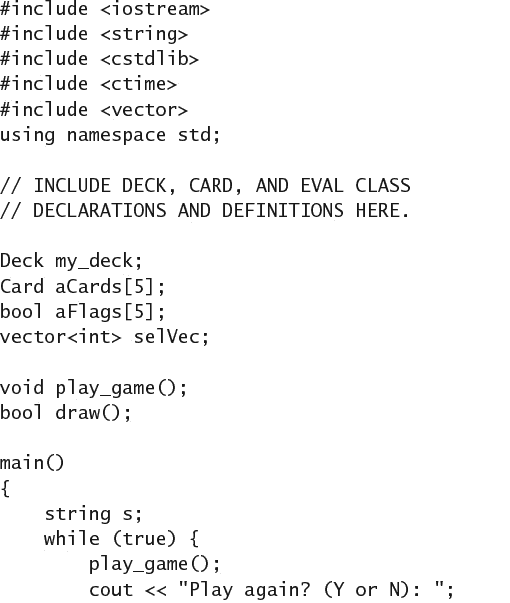 #include <iostream>
#include <string>
#include <cstdlib>
#include <ctime>
#include <vector>
using namespace std;

// INCLUDE DECK, CARD, AND EVAL CLASS
// DECLARATIONS AND DEFINITIONS HERE.

Deck my_deck;
Card aCards[5];
bool aFlags[5];
vector<int> selVec;

void play_game();
bool draw();

main()
{
    string s;
    while (true) {
        play_game();
        cout << "Play again? (Y or N): ";